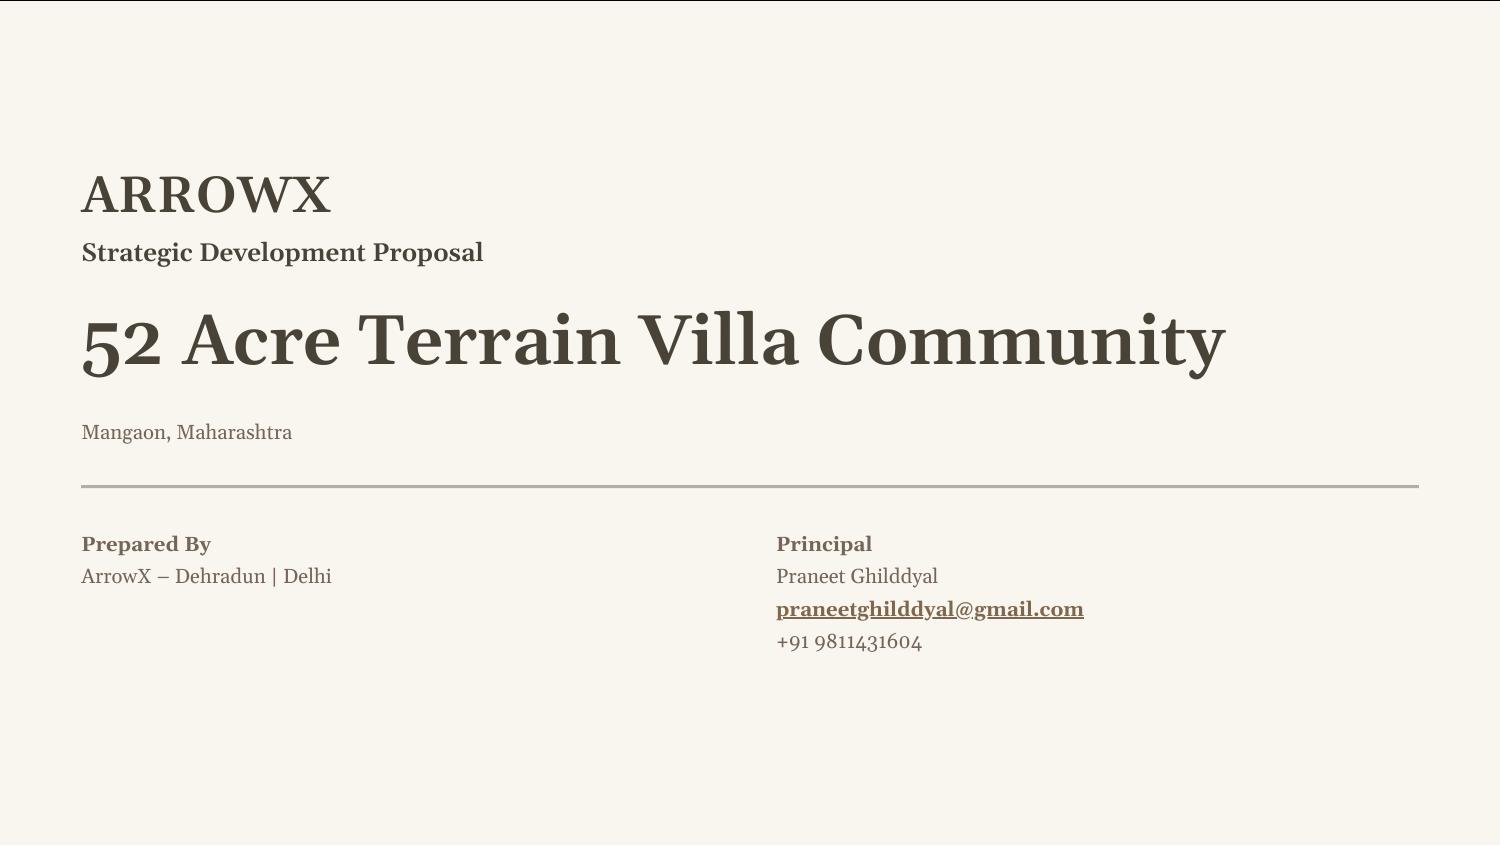 ARROWX
Strategic Development Proposal
52 Acre Terrain Villa Community
Mangaon, Maharashtra
Prepared By
ArrowX – Dehradun | Delhi
Principal
Praneet Ghilddyal
praneetghilddyal@gmail.com
+91 9811431604